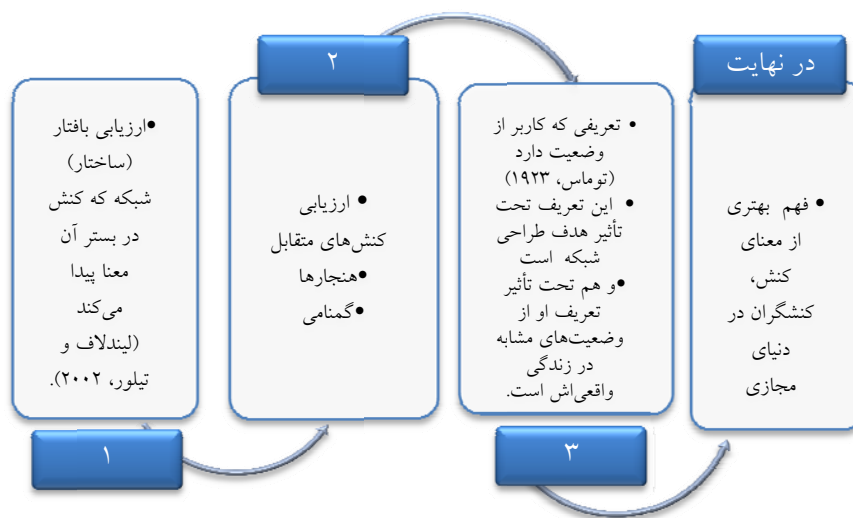 •ارزیابی بافتار
(ساختار)
شبکه که کنش
در بستر آن
معنا پیدا
می‌کند
(لیندلاف و
تیلور، ۲۰۰۲).
۱
۲
• ارزیابی
کنش‌های متقابل
•هنجارها
•گمنامی
• تعریفی که کاربر از
وضعیت دارد
(توماس، ۱۹۲۳)
• این تعریف تحت
تأثیر هدف طراحی
شبکه است
•و هم تحت تأثیر
تعریف او از
وضعیت‌های مشابه
در زندگی
واقعی‌اش است.
۳
در نهایت
• فهم بهتری
از معنای
کنش،
کنشگران در
دنیای
مجازی